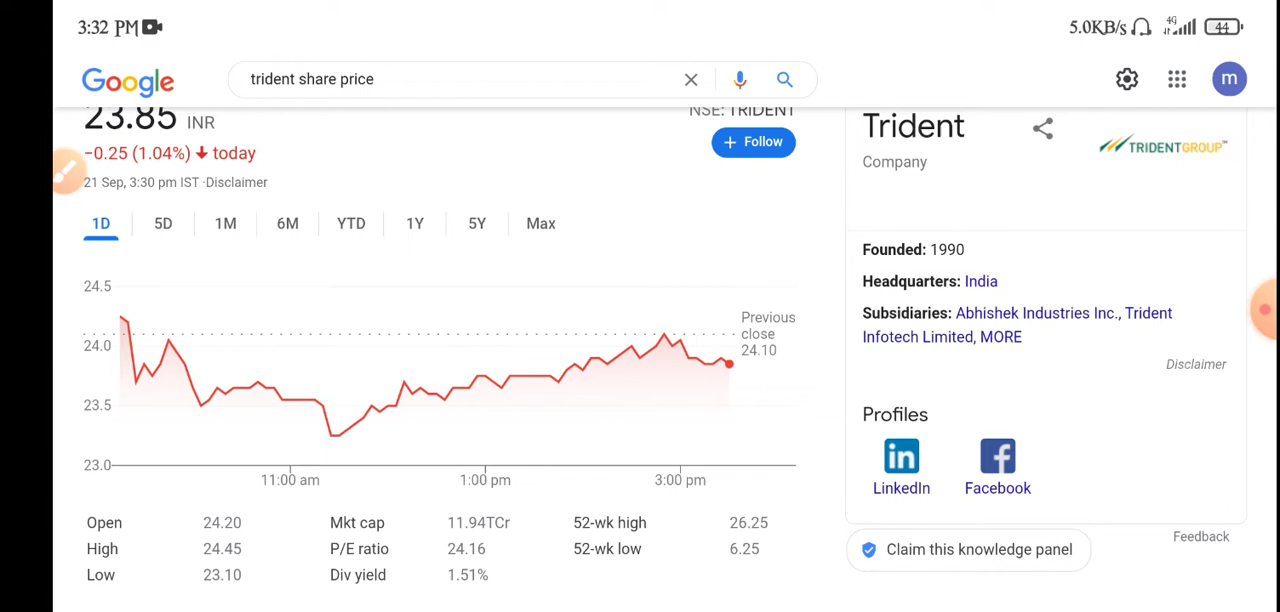 3:32 PM
5.0KB/s 4G 44
Google
trident share price
m
23.85 INR
−0.25 (1.04%) today
21 Sep, 3:30 pm IST ·Disclaimer
NSE: TRIDENT
+ Follow
1D 5D 1M 6M YTD 1Y 5Y Max
24.5
24.0
23.5
23.0
Previous
close
24.10
11:00 am 1:00 pm 3:00 pm
Open 24.20 Mkt cap 11.94TCr 52-wk high 26.25
High 24.45 P/E ratio 24.16 52-wk low 6.25
Low 23.10 Div yield 1.51%
Trident
Company
TRIDENTGROUP™
Founded: 1990
Headquarters: India
Subsidiaries: Abhishek Industries Inc., Trident
Infotech Limited, MORE
Disclaimer
Profiles
in f
LinkedIn Facebook
Feedback
Claim this knowledge panel